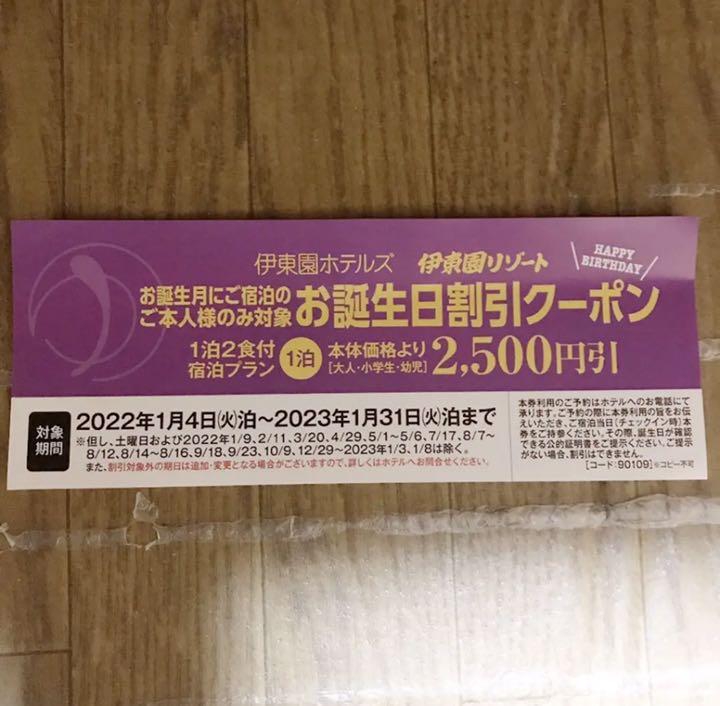 伊東園ホテルズ 伊東園リゾート
HAPPY
BIRTHDAY
お誕生月にご宿泊の
ご本人様のみ対象
お誕生日割引クーポン
1泊2食付
宿泊プラン
1泊
本体価格より
[大人・小学生・幼児]
2,500円引
対象
期間
2022年1月4日(火)泊～2023年1月31日(火)泊まで
※但し、土曜日および2022年1/9、2/11、3/20、4/29、5/1～5/6、7/17、8/7～
8/12、8/14～8/16、9/18、9/23、10/9、12/29～2023年1/3、1/8は除く。
また、割引対象外の期日は追加・変更となる場合がございますので、詳しくはホテルへお問合せください。
本券利用のご予約はホテルへのお電話にて
承ります。ご予約の際に本券利用の旨をお伝
えいただき、ご宿泊当日(チェックイン時)本
券をご持参ください。その際、誕生日が確認
できる公的証明書をご提示ください。ご提示
がない場合、割引はできません。
[コード:90109]※コピー不可